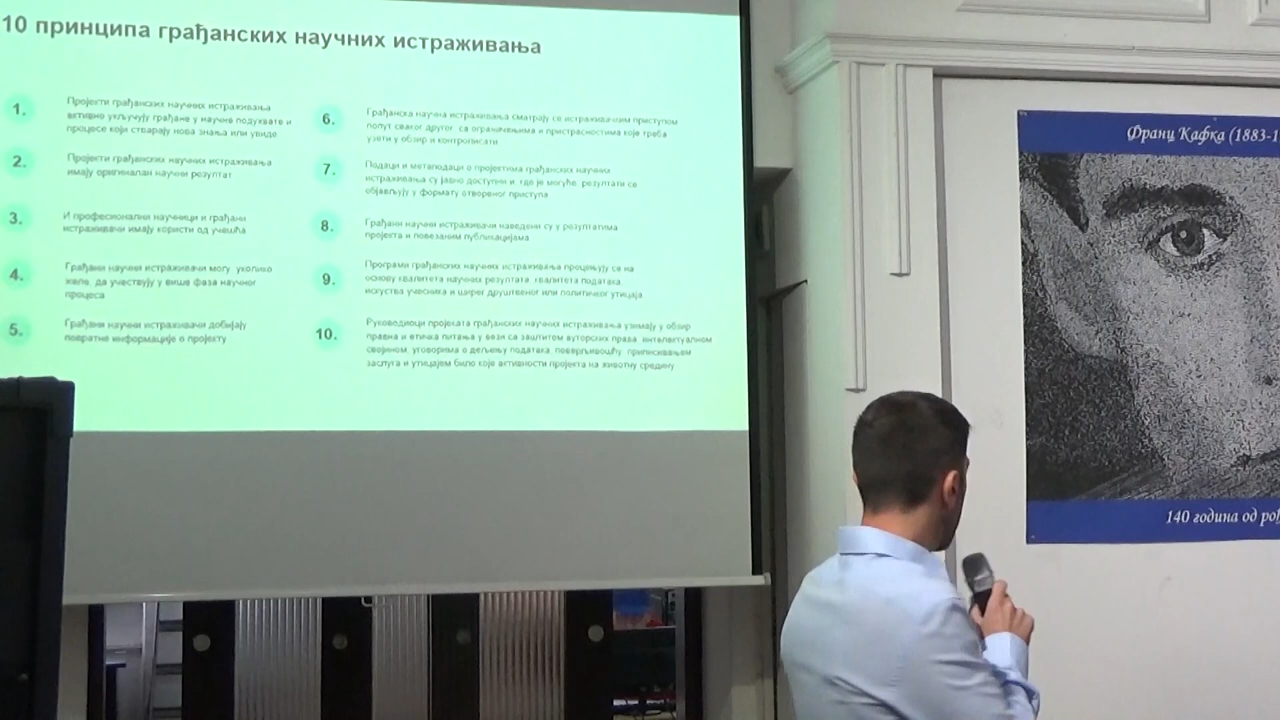 10 принципа грађанских научних истраживања
1.
Пројекти грађанских научних истраживања
активно укључују грађане у научне подухвате и
процесе који стварају нова знања или увиде
2.
Пројекти грађанских научних истраживања
имају оригиналан научни резултат
3.
И професионални научници и грађани
истраживачи имају користи од учешћа
4.
Грађани научни истраживачи могу, уколико
желе, да учествују у више фаза научног
процеса
5.
Грађани научни истраживачи добијају
повратне информације о пројекту
6.
Грађанска научна истраживања сматрају се истраживачким приступом
попут сваког другог, са ограничењима и пристрасностима које треба
узети у обзир и контролисати
7.
Подаци и метаподаци о пројектима грађанских научних
истраживања су јавно доступни и, где је могуће, резултати се
објављују у формату отвореног приступа
8.
Грађани научни истраживачи наведени су у резултатима
пројекта и повезаним публикацијама
9.
Програми грађанских научних истраживања процењују се на
основу квалитета научних резултата, квалитета података,
искуства учесника и ширег друштвеног или политичког утицаја
10.
Руководиоци пројеката грађанских научних истраживања узимају у обзир
правна и етичка питања у вези са заштитом ауторских права, интелектуалном
својином, уговорима о дељењу података, поверљивошћу, приписивањем
заслуга и утицајем било које активности пројекта на животну средину
Франц Кафка (1883-1
140 година од рођ